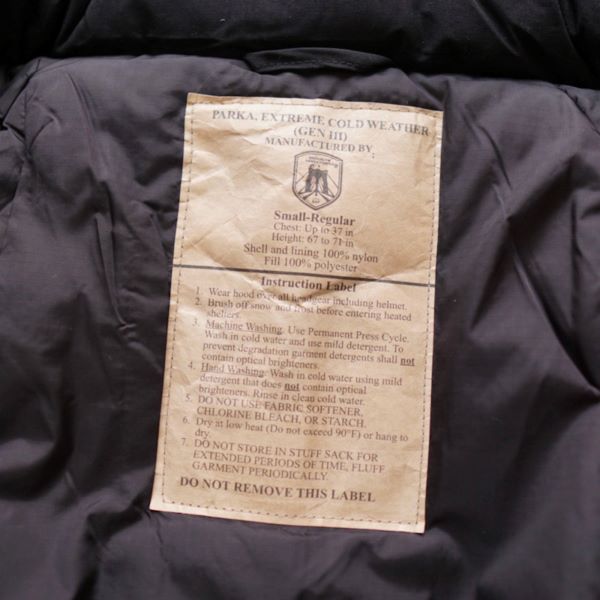 PARKA, EXTREME COLD WEATHER
(GEN III)
MANUFACTURED BY:
Small-Regular
Chest: Up to 37 in
Height: 67 to 71 in
Shell and lining 100% nylon
Fill 100% polyester
Instruction Label
1. Wear hood over all headgear including helmet.
2. Brush off snow and frost before entering heated
shelters.
3. Machine Washing. Use Permanent Press Cycle.
Wash in cold water and use mild detergent. To
prevent degradation garment detergents shall not
contain optical brighteners.
4. Hand Washing: Wash in cold water using mild
detergent that does not contain optical
brighteners. Rinse in clean cold water.
5. DO NOT USE FABRIC SOFTENER,
CHLORINE BLEACH, OR STARCH.
6. Dry at low heat (Do not exceed 90°F) or hang to
dry.
7. DO NOT STORE IN STUFF SACK FOR
EXTENDED PERIODS OF TIME, FLUFF
GARMENT PERIODICALLY.
DO NOT REMOVE THIS LABEL